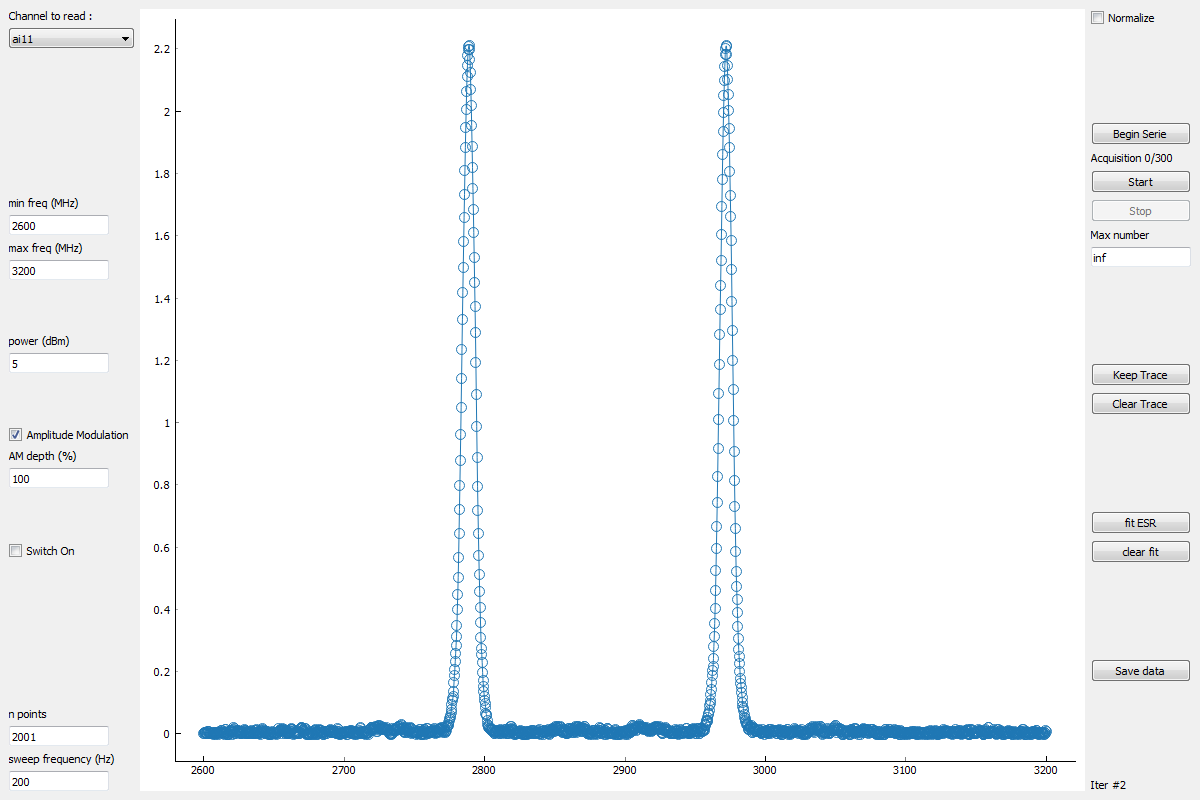 Channel to read :
ai11
min freq (MHz)
2600
max freq (MHz)
3200
power (dBm)
5
Amplitude Modulation
AM depth (%)
100
Switch On
n points
2001
sweep frequency (Hz)
200
2.2
2
1.8
1.6
1.4
1.2
1
0.8
0.6
0.4
0.2
0
2600 2700 2800 2900 3000 3100 3200
Normalize
Begin Serie
Acquisition 0/300
Start
Stop
Max number
inf
Keep Trace
Clear Trace
fit ESR
clear fit
Save data
Iter #2